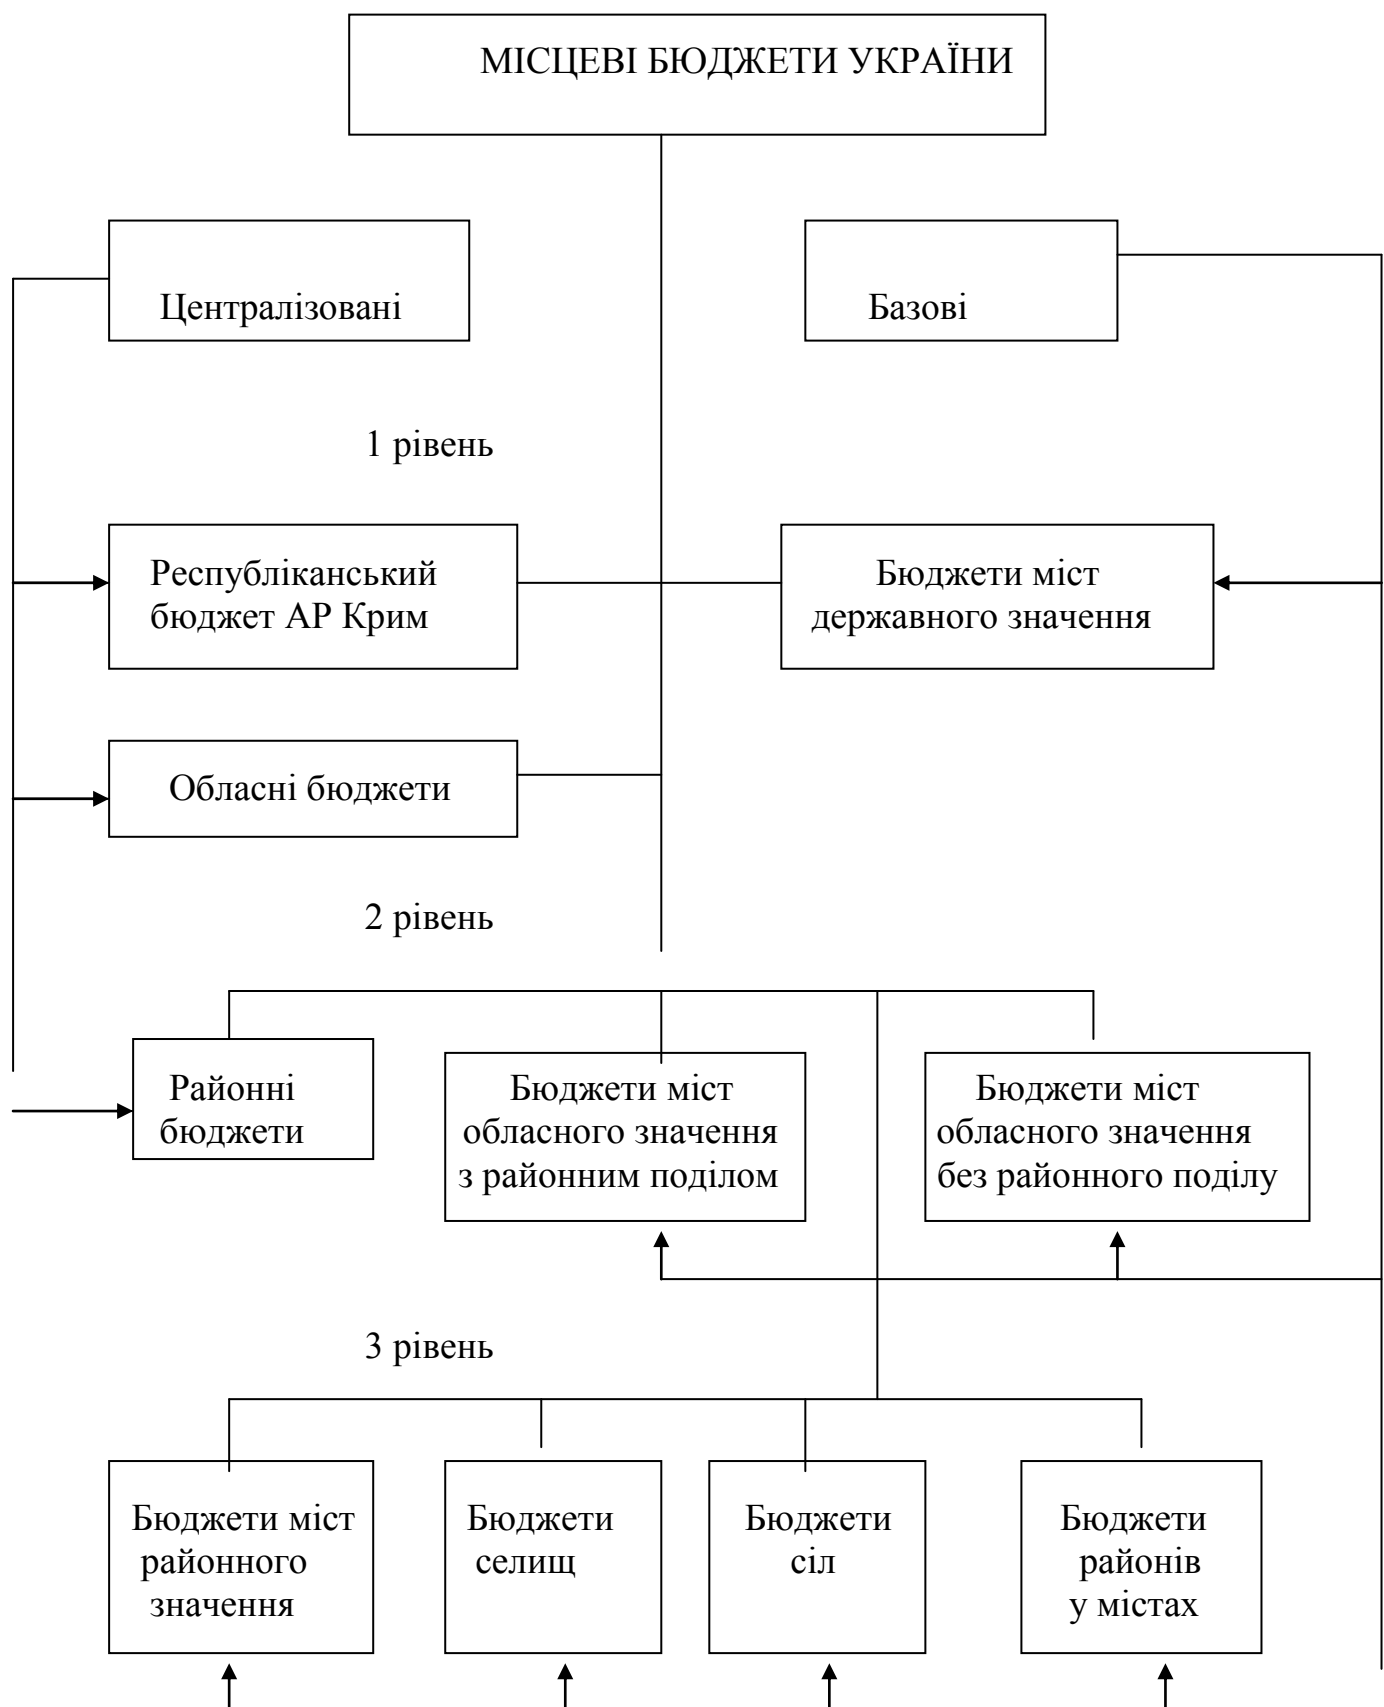 МІСЦЕВІ БЮДЖЕТИ УКРАЇНИ
Централізовані
Базові
1 рівень
Республіканський
бюджет АР Крим
Бюджети міст
державного значення
Обласні бюджети
2 рівень
Районні
бюджети
Бюджети міст
обласного значення
з районним поділом
Бюджети міст
обласного значення
без районного поділу
3 рівень
Бюджети міст
районного
значення
Бюджети
селищ
Бюджети
сіл
Бюджети
районів
у містах